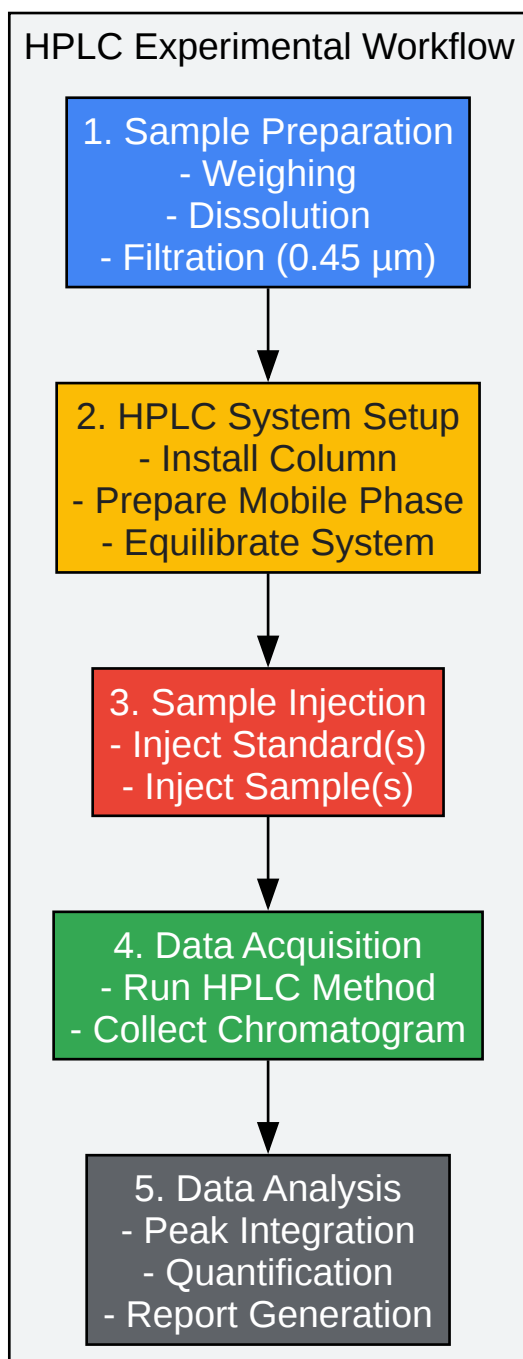 HPLC Experimental Workflow
1. Sample Preparation
- Weighing
- Dissolution
- Filtration (0.45 µm)
2. HPLC System Setup
- Install Column
- Prepare Mobile Phase
- Equilibrate System
3. Sample Injection
- Inject Standard(s)
- Inject Sample(s)
4. Data Acquisition
- Run HPLC Method
- Collect Chromatogram
5. Data Analysis
- Peak Integration
- Quantification
- Report Generation